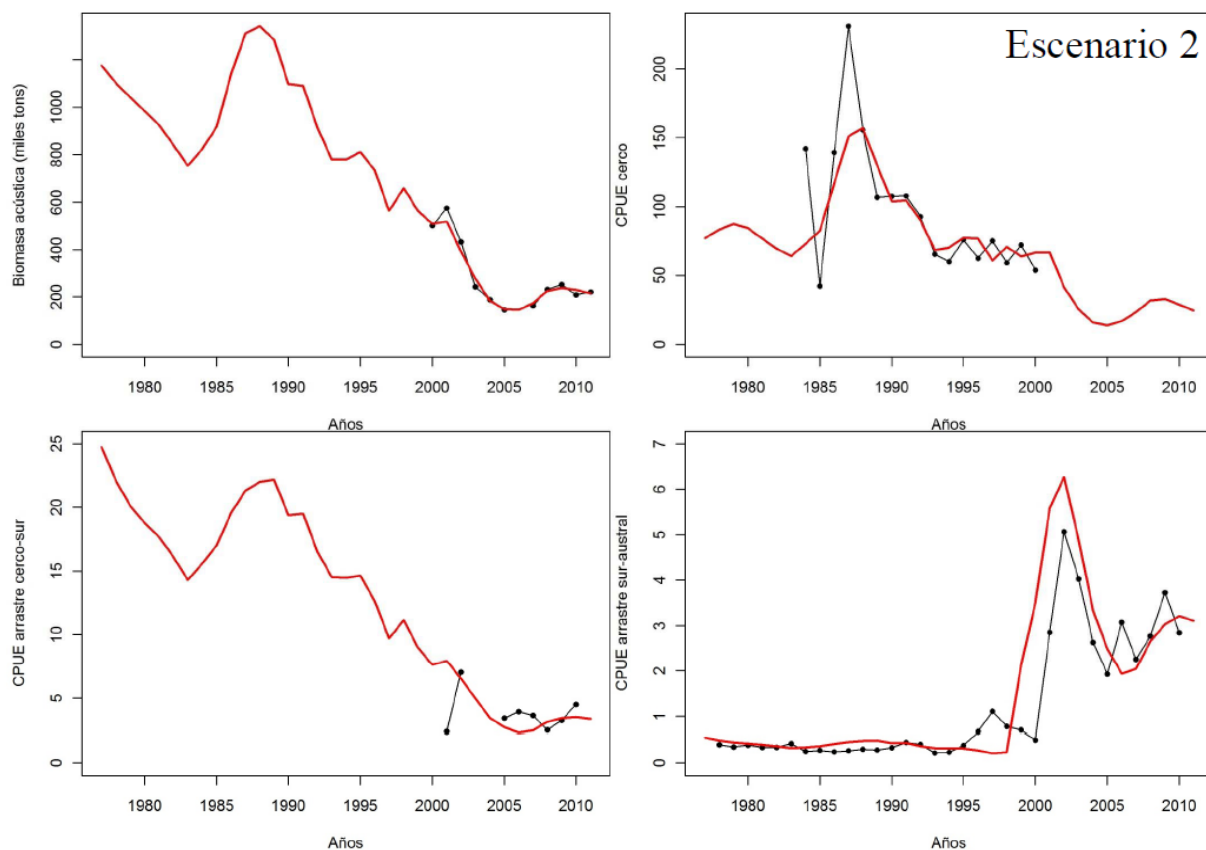 Escenario 2
Biomasa acústica (miles tons)
0 200 400 600 800 1000
1980 1985 1990 1995 2000 2005 2010
Años
CPUE cerco
0 50 100 150 200
1980 1985 1990 1995 2000 2005 2010
Años
CPUE arrastre cerco-sur
0 5 10 15 20 25
1980 1985 1990 1995 2000 2005 2010
Años
CPUE arrastre sur-austral
0 1 2 3 4 5 6 7
1980 1985 1990 1995 2000 2005 2010
Años